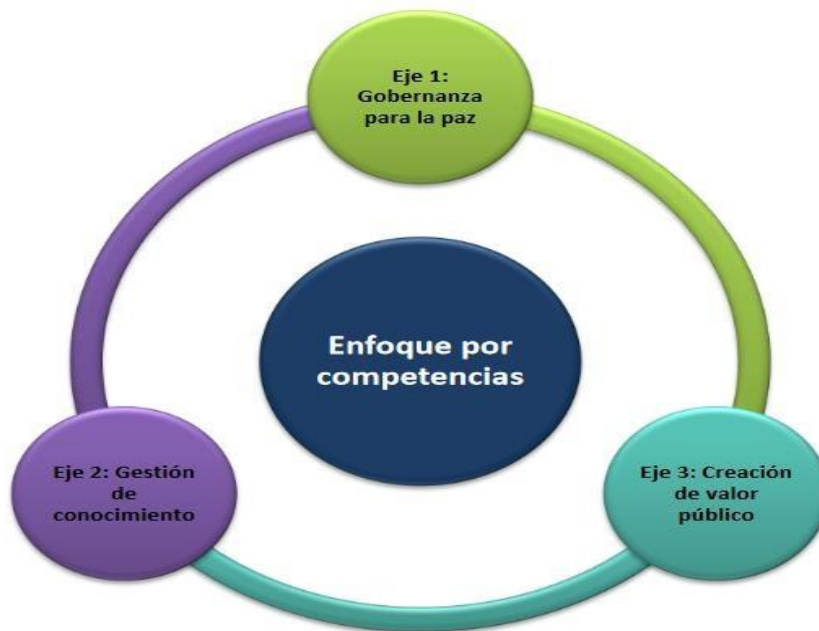 Eje 1:
Gobernanza
para la paz
Enfoque por
competencias
Eje 2: Gestión
de
conocimiento
Eje 3: Creación
de valor
público